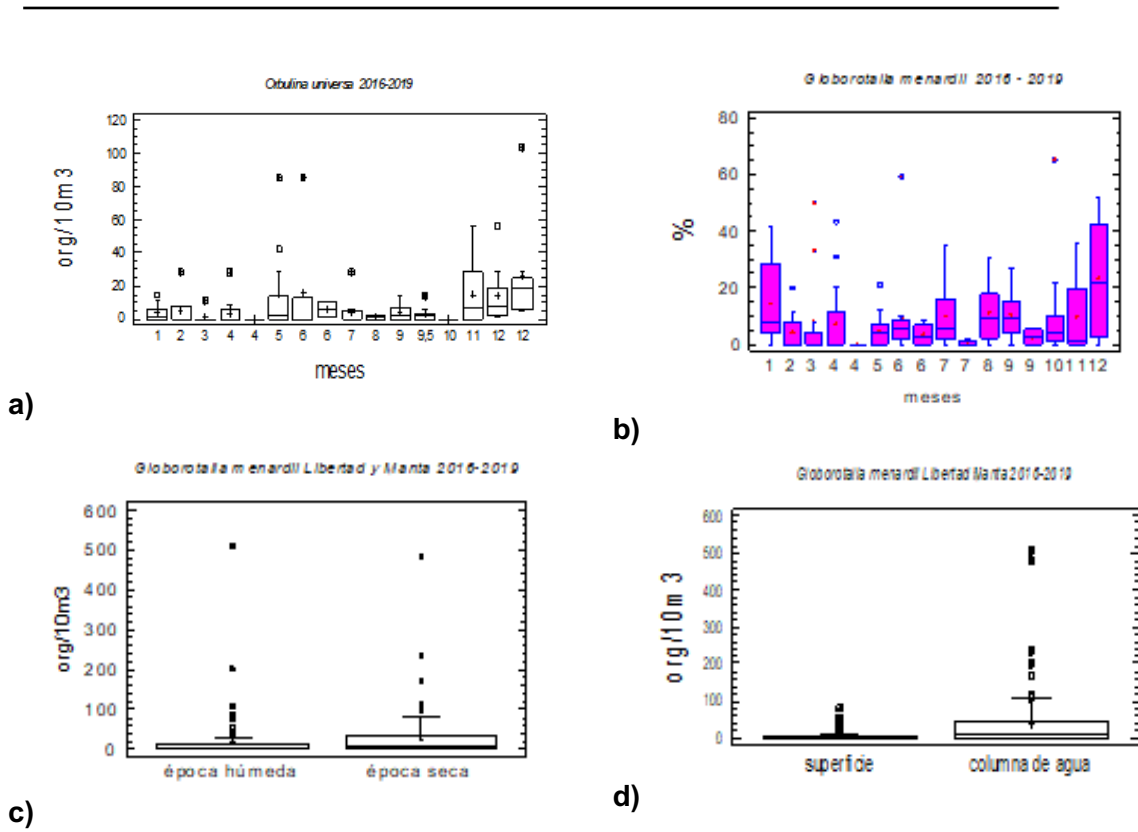 Orbulina universa 2016-2019
120
100
80
60
40
20
0
org/10m3
1 2 3 4 4 5 6 6 7 8 9 9,5 10 11 12 12
meses
a)
Globorotalia menardii 2016 - 2019
80
60
40
20
0
%
1 2 3 4 4 5 6 6 7 7 8 9 9 10 11 1 12
meses
b)
Globorotalia menardii Libertad y Manta 2016-2019
600
500
400
300
200
100
0
org/10m3
época húmeda época seca
c)
Globorotalia menardii Libertad Manta 2016-2019
600
500
400
300
200
100
0
org/10m3
superficie columna de agua
d)